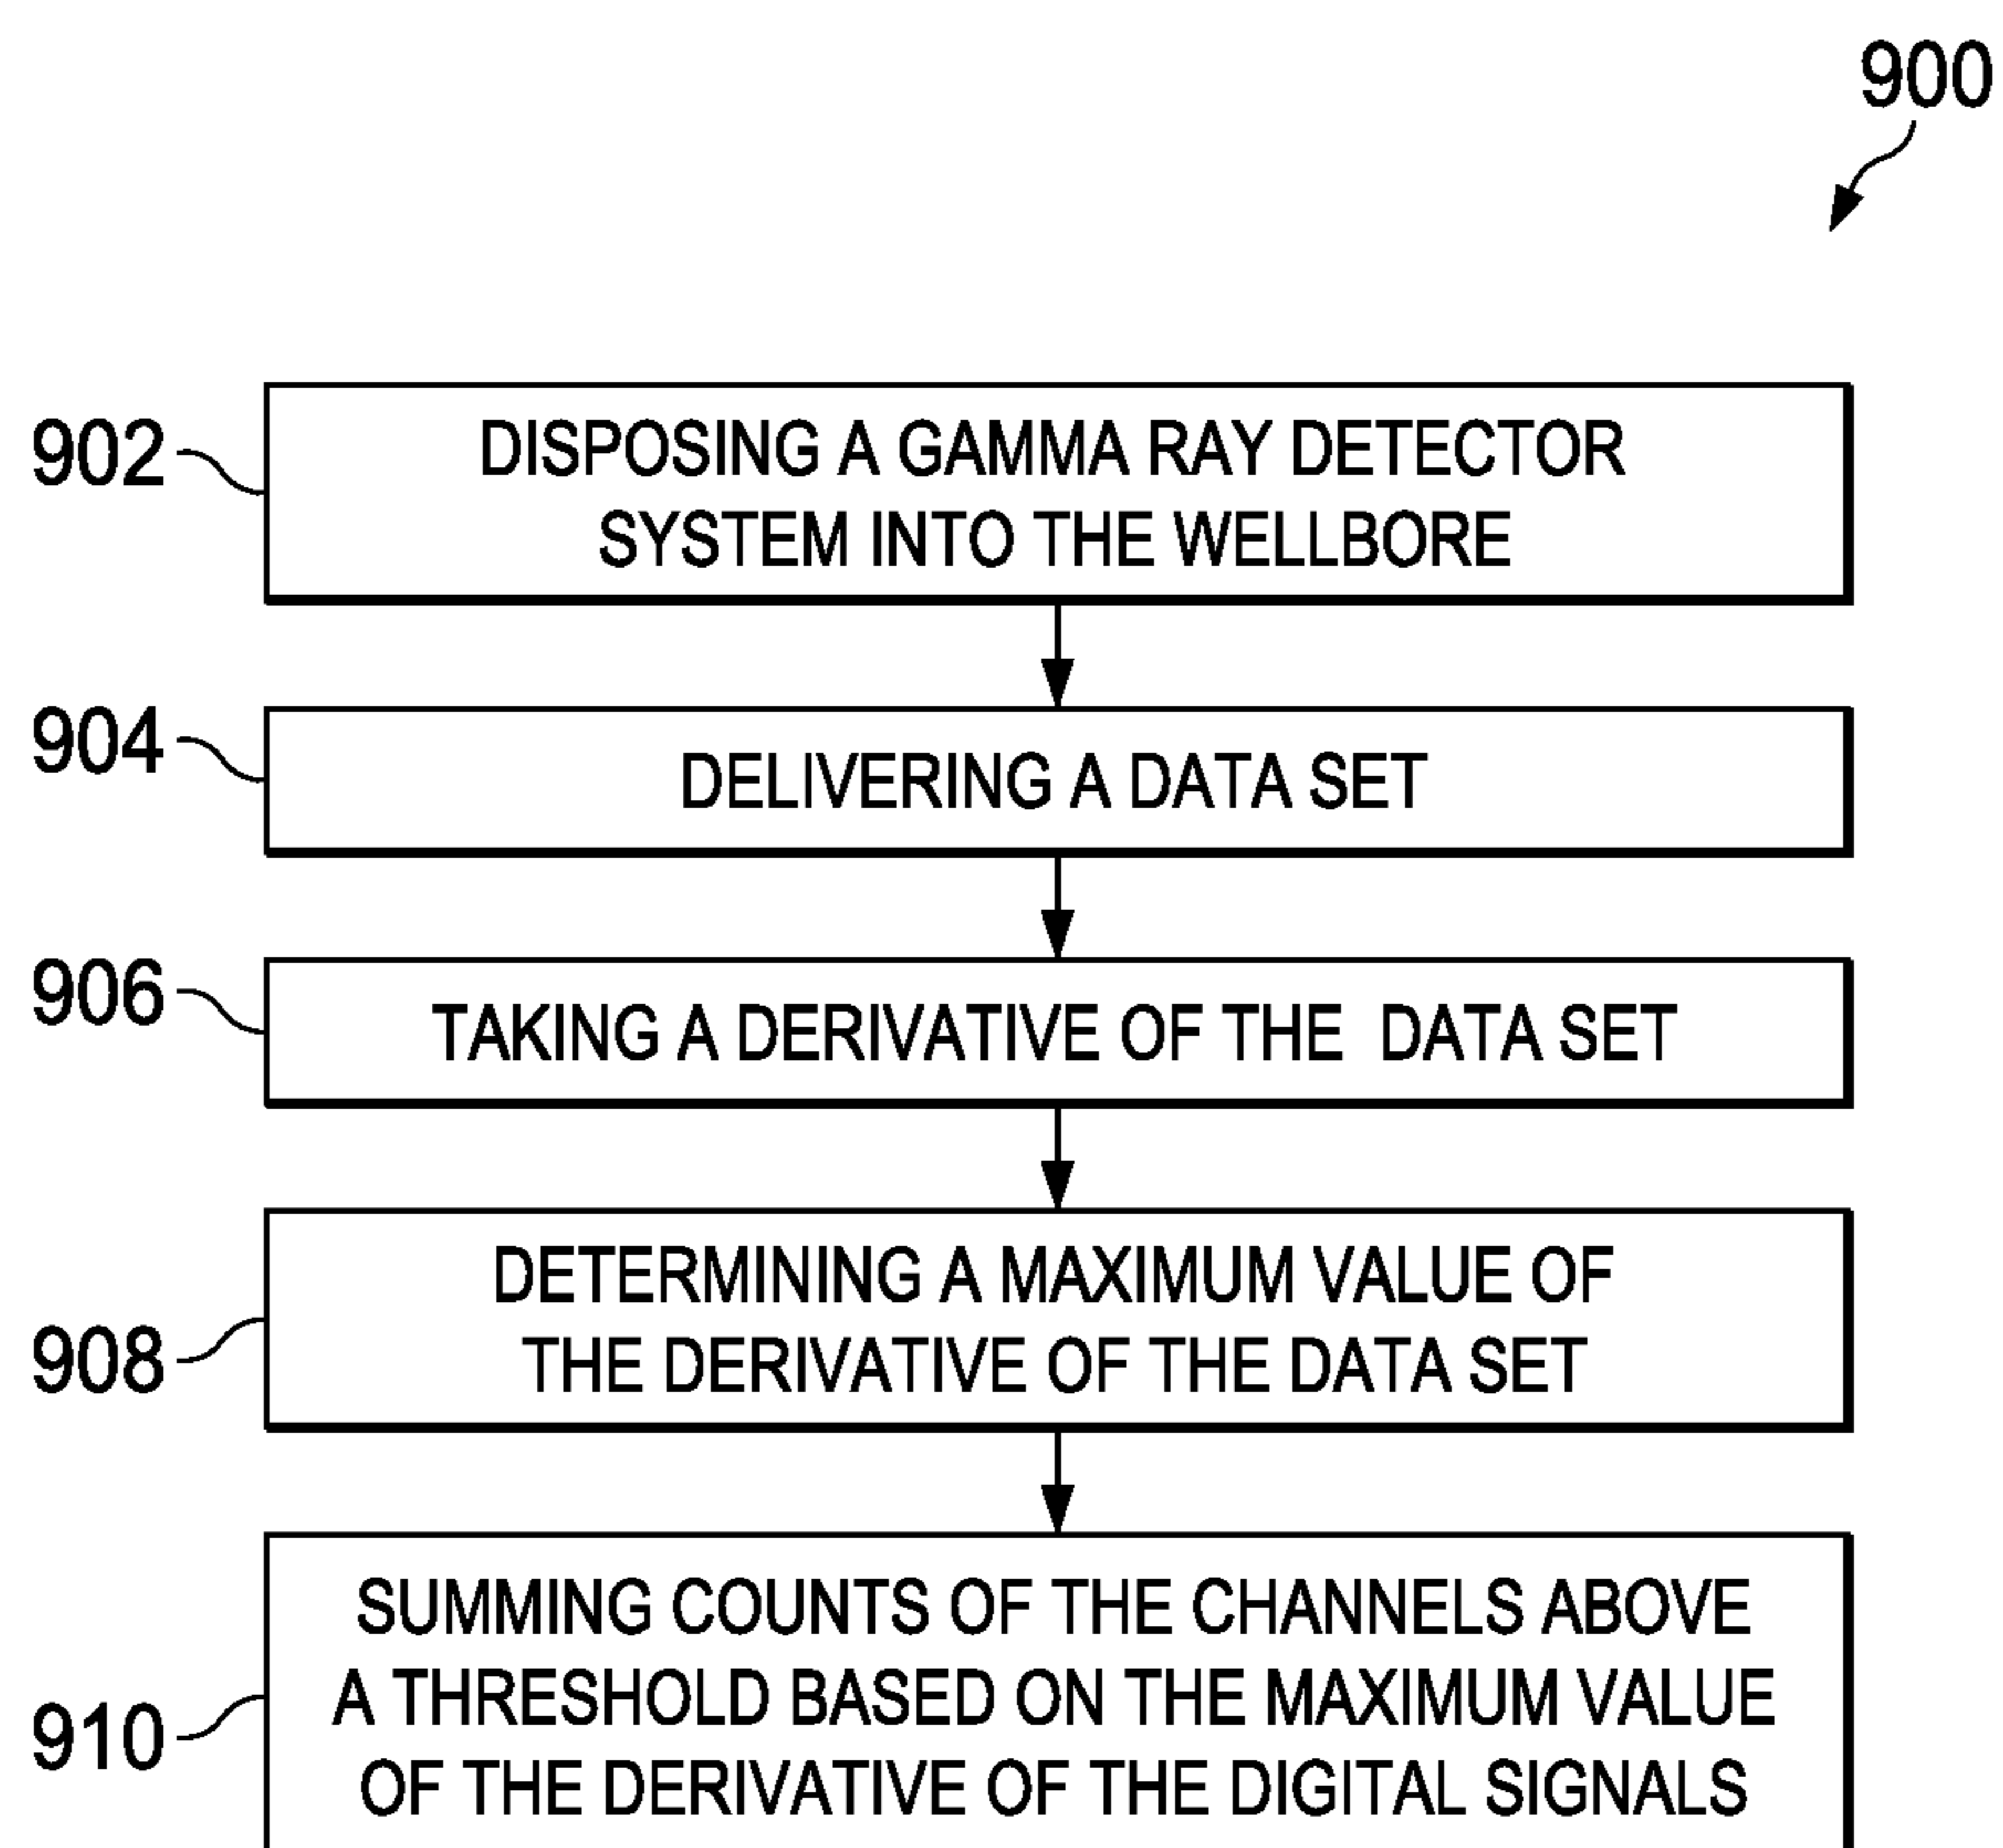 900
902
DISPOSING A GAMMA RAY DETECTOR
SYSTEM INTO THE WELLBORE
904
DELIVERING A DATA SET
906
TAKING A DERIVATIVE OF THE DATA SET
908
DETERMINING A MAXIMUM VALUE OF
THE DERIVATIVE OF THE DATA SET
910
SUMMING COUNTS OF THE CHANNELS ABOVE
A THRESHOLD BASED ON THE MAXIMUM VALUE
OF THE DERIVATIVE OF THE DIGITAL SIGNALS